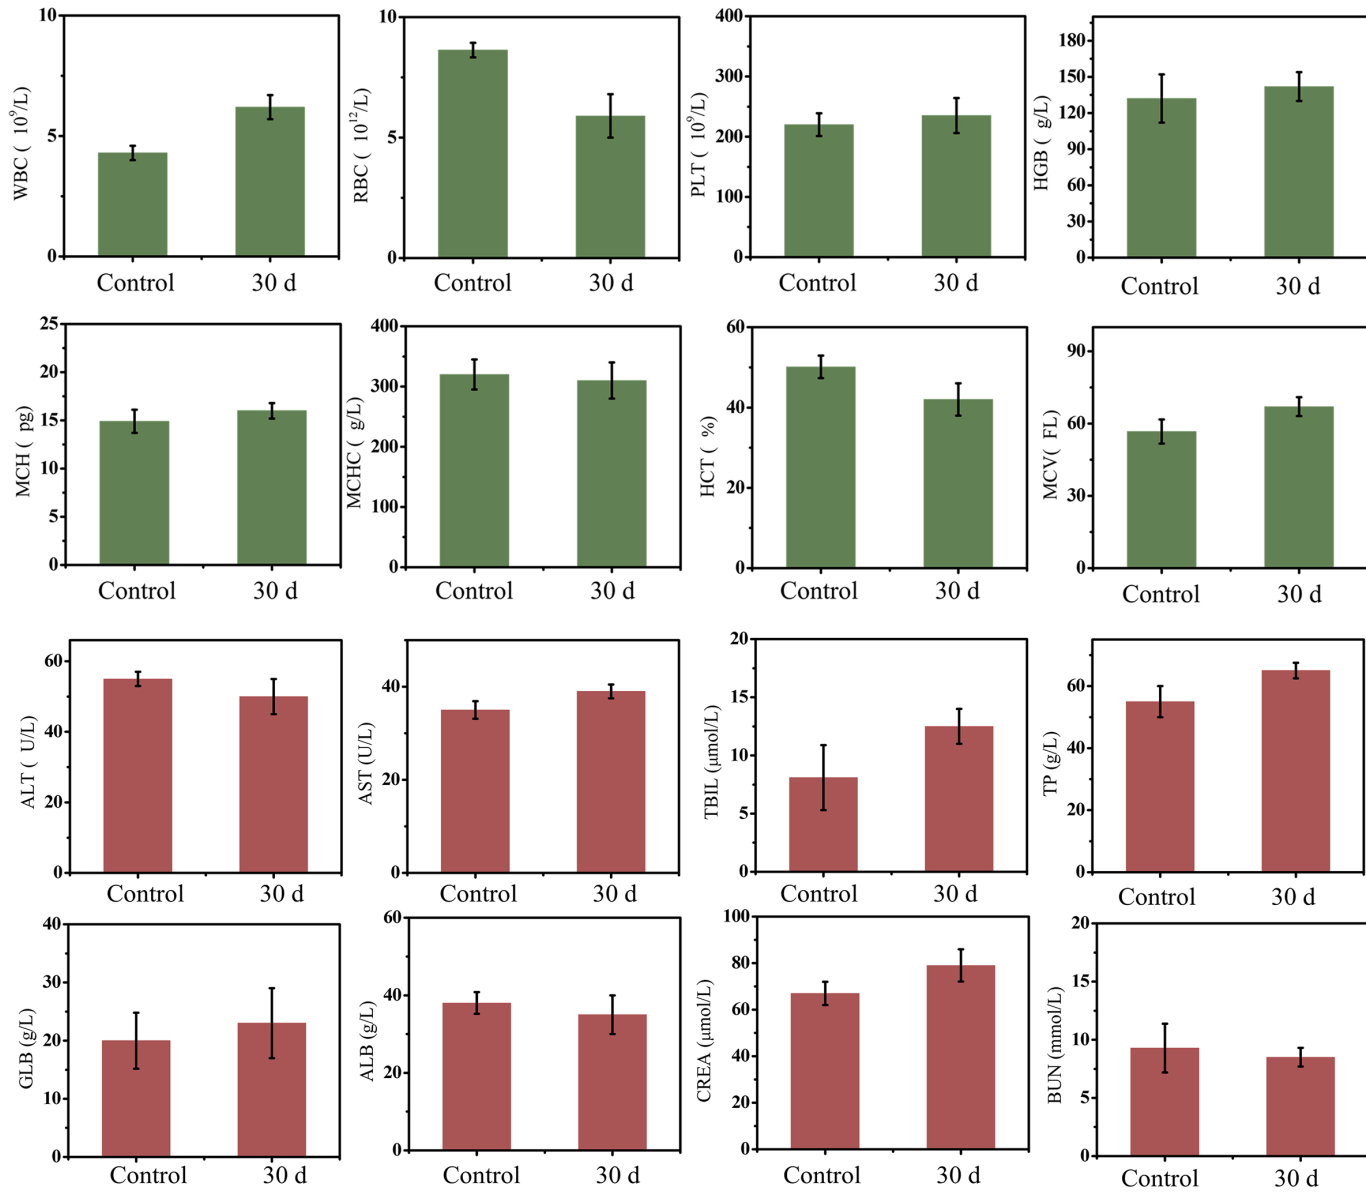 WBC ( 10⁹/L)
10
5
0
Control 30 d
RBC ( 10¹²/L)
10
5
0
Control 30 d
PLT ( 10⁹/L)
400
300
200
100
0
Control 30 d
HGB ( g/L)
180
150
120
90
60
30
0
Control 30 d
MCH ( pg)
25
20
15
10
5
0
Control 30 d
MCHC ( g/L)
400
300
200
100
0
Control 30 d
HCT ( %)
60
40
20
0
Control 30 d
MCV( FL)
90
60
30
0
Control 30 d
ALT ( U/L)
60
40
20
0
Control 30 d
AST (U/L)
40
20
0
Control 30 d
TBIL (μmol/L)
20
15
10
5
0
Control 30 d
TP (g/L)
60
40
20
0
Control 30 d
GLB (g/L)
40
30
20
10
0
Control 30 d
ALB (g/L)
60
40
20
0
Control 30 d
CREA (μmol/L)
100
80
60
40
20
0
Control 30 d
BUN (mmol/L)
20
15
10
5
0
Control 30 d